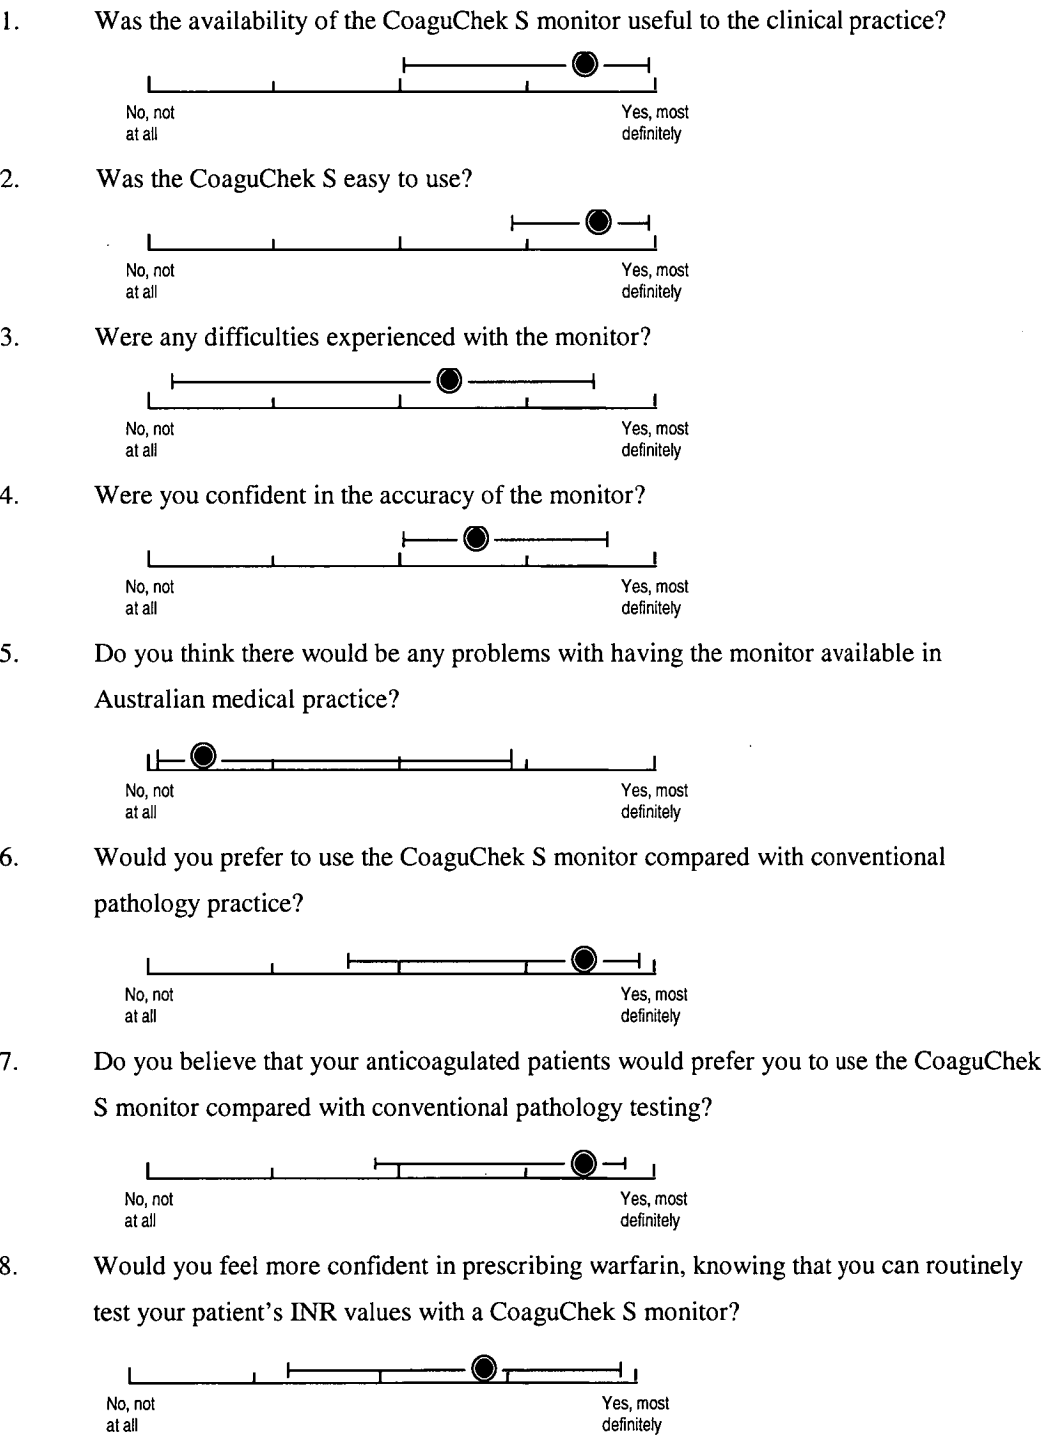 1. Was the availability of the CoaguChek S monitor useful to the clinical practice?
No, not Yes, most
at all definitely
2. Was the CoaguChek S easy to use?
No, not Yes, most
at all definitely
3. Were any difficulties experienced with the monitor?
No, not Yes, most
at all definitely
4. Were you confident in the accuracy of the monitor?
No, not Yes, most
at all definitely
5. Do you think there would be any problems with having the monitor available in
Australian medical practice?
No, not Yes, most
at all definitely
6. Would you prefer to use the CoaguChek S monitor compared with conventional
pathology practice?
No, not Yes, most
at all definitely
7. Do you believe that your anticoagulated patients would prefer you to use the CoaguChek
S monitor compared with conventional pathology testing?
No, not Yes, most
at all definitely
8. Would you feel more confident in prescribing warfarin, knowing that you can routinely
test your patient's INR values with a CoaguChek S monitor?
No, not Yes, most
at all definitely